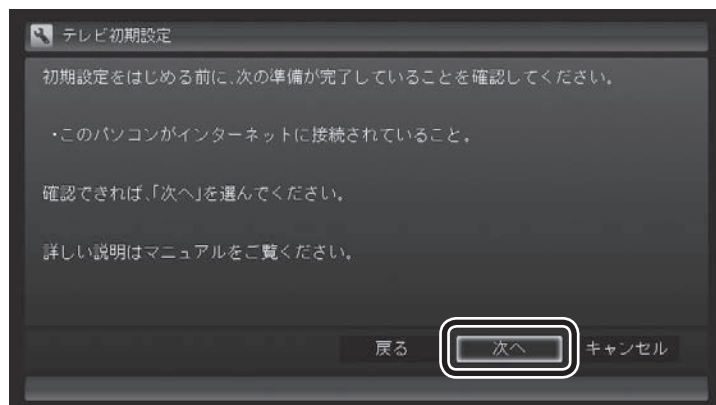 テレビ初期設定
初期設定をはじめる前に、次の準備が完了していることを確認してください。
・このパソコンがインターネットに接続されていること。
確認できれば、「次へ」を選んでください。
詳しい説明はマニュアルをご覧ください。
戻る 次へ キャンセル